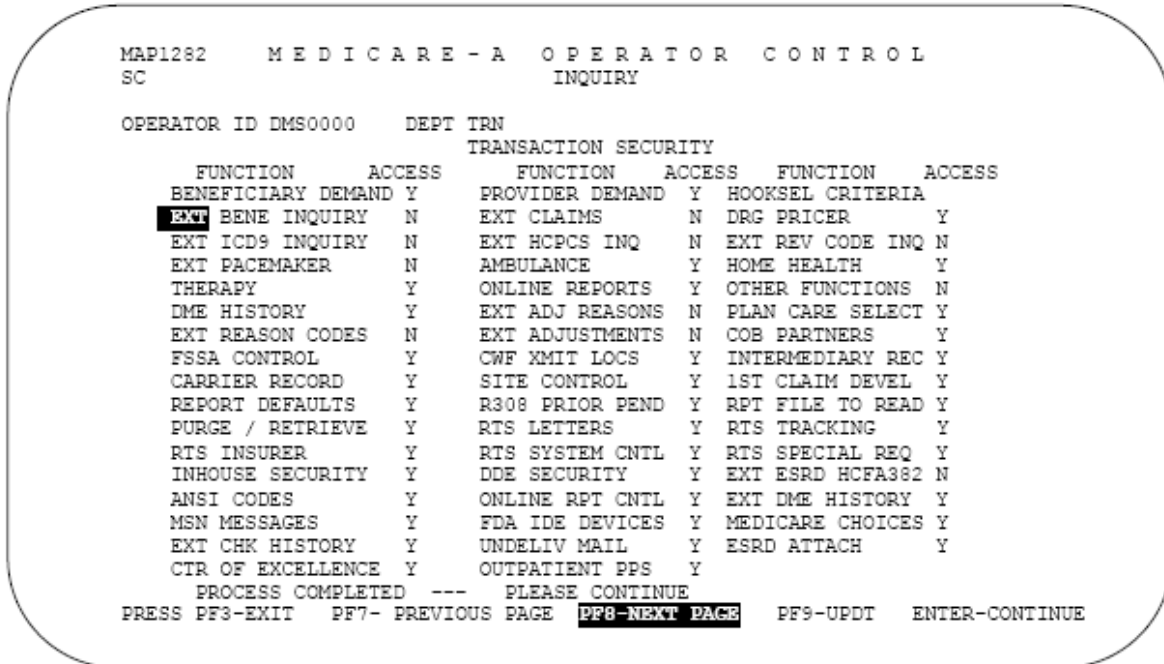 MAP1282 M E D I C A R E - A O P E R A T O R C O N T R O L
SC INQUIRY
OPERATOR ID DMS0000 DEPT TRN
TRANSACTION SECURITY
FUNCTION ACCESS FUNCTION ACCESS FUNCTION ACCESS
BENEFICIARY DEMAND Y PROVIDER DEMAND Y HOOKSEL CRITERIA
EXT BENE INQUIRY N EXT CLAIMS N DRG PRICER Y
EXT ICD9 INQUIRY N EXT HCPCS INQ N EXT REV CODE INQ N
EXT PACEMAKER N AMBULANCE Y HOME HEALTH Y
THERAPY Y ONLINE REPORTS Y OTHER FUNCTIONS N
DME HISTORY Y EXT ADJ REASONS N PLAN CARE SELECT Y
EXT REASON CODES N EXT ADJUSTMENTS N COB PARTNERS Y
FSSA CONTROL Y CWF XMIT LOCS Y INTERMEDIARY REC Y
CARRIER RECORD Y SITE CONTROL Y 1ST CLAIM DEVEL Y
REPORT DEFAULTS Y R308 PRIOR PEND Y RPT FILE TO READ Y
PURGE / RETRIEVE Y RTS LETTERS Y RTS TRACKING Y
RTS INSURER Y RTS SYSTEM CNTL Y RTS SPECIAL REQ Y
INHOUSE SECURITY Y DDE SECURITY Y EXT ESRD HCFA382 N
ANSI CODES Y ONLINE RPT CNTL Y EXT DME HISTORY Y
MSN MESSAGES Y FDA IDE DEVICES Y MEDICARE CHOICES Y
EXT CHK HISTORY Y UNDELIV MAIL Y ESRD ATTACH Y
CTR OF EXCELLENCE Y OUTPATIENT PPS Y
PROCESS COMPLETED --- PLEASE CONTINUE
PRESS PF3-EXIT PF7- PREVIOUS PAGE PF8-NEXT PAGE PF9-UPDT ENTER-CONTINUE